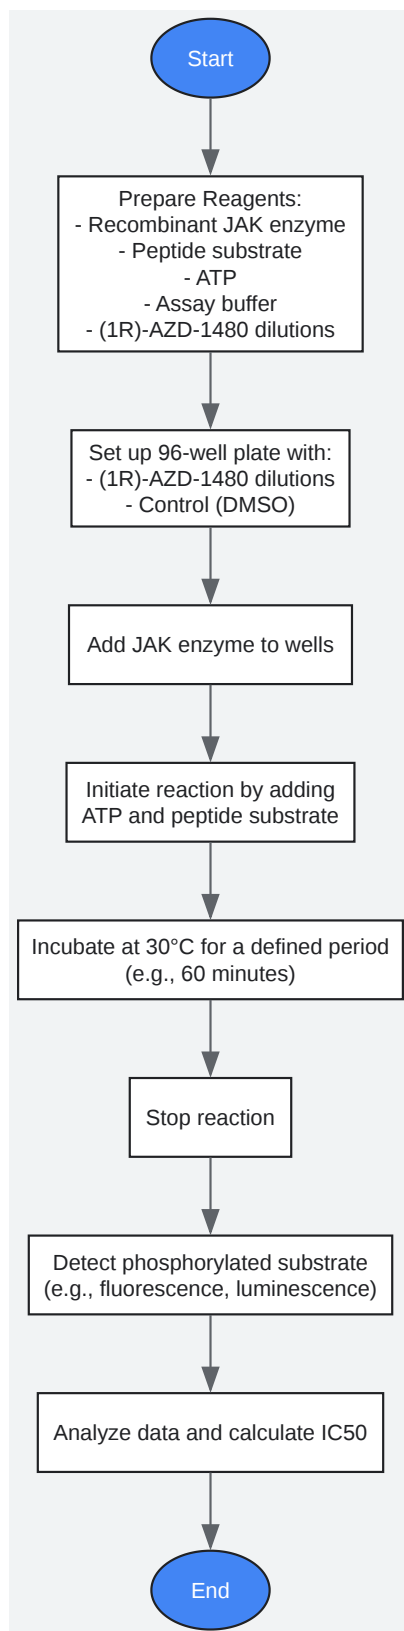 Start
Prepare Reagents:
- Recombinant JAK enzyme
- Peptide substrate
- ATP
- Assay buffer
- (1R)-AZD-1480 dilutions
Set up 96-well plate with:
- (1R)-AZD-1480 dilutions
- Control (DMSO)
Add JAK enzyme to wells
Initiate reaction by adding
ATP and peptide substrate
Incubate at 30°C for a defined period
(e.g., 60 minutes)
Stop reaction
Detect phosphorylated substrate
(e.g., fluorescence, luminescence)
Analyze data and calculate IC50
End